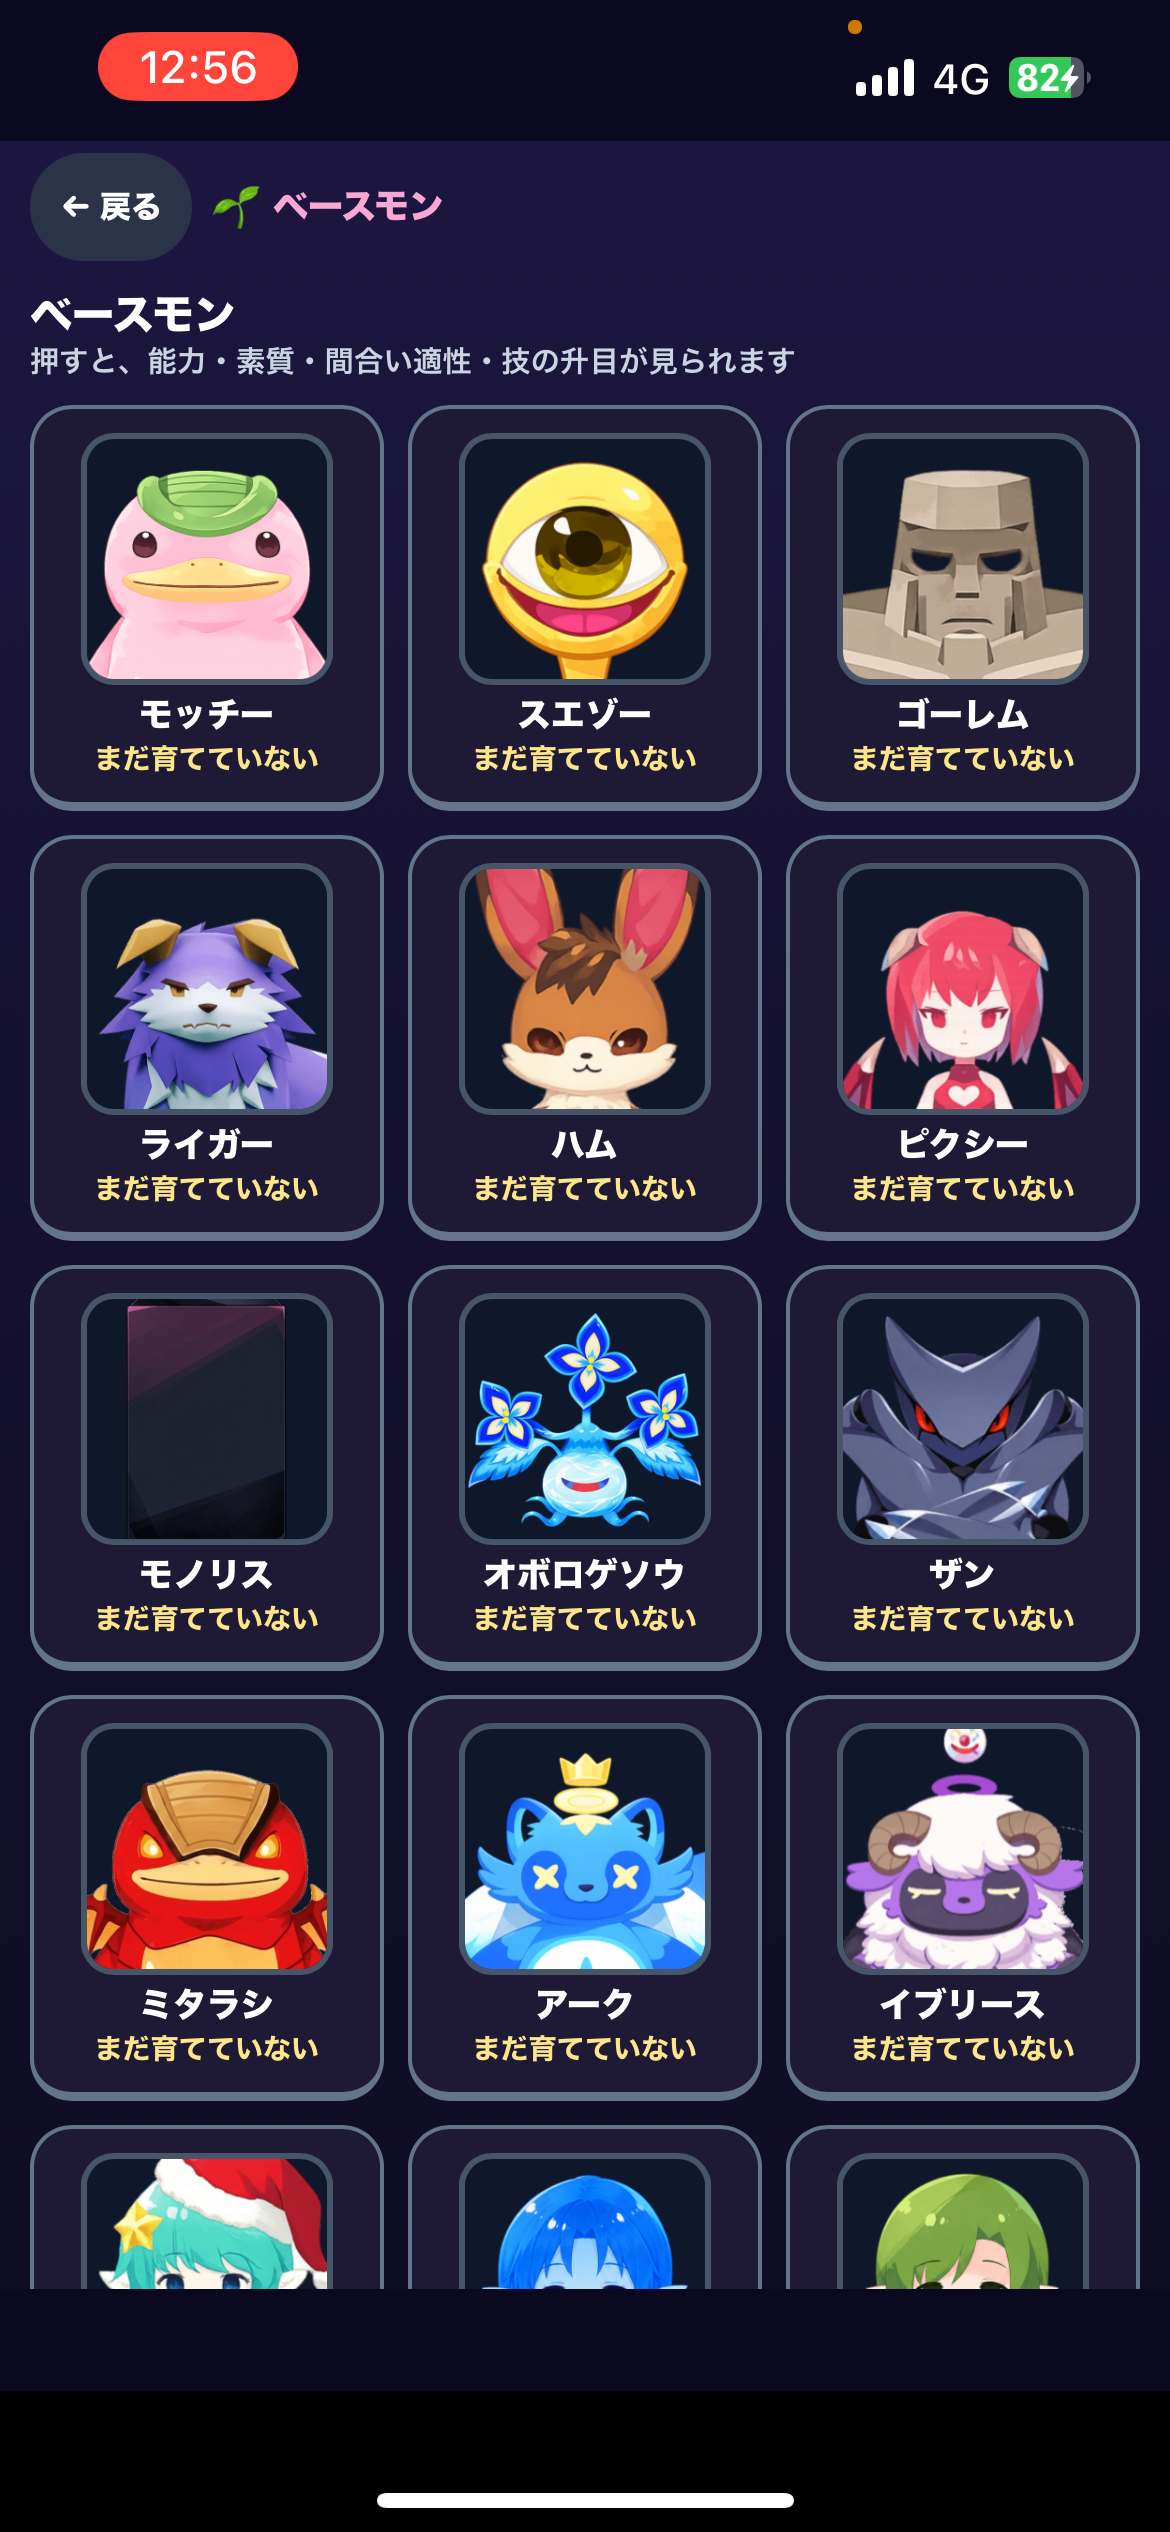 12:56
4G 82
← 戻る
🌱 ベースモン
ベースモン
押すと、能力・素質・間合い適性・技の升目が見られます
モッチー
まだ育てていない
スエゾー
まだ育てていない
ゴーレム
まだ育てていない
ライガー
まだ育てていない
ハム
まだ育てていない
ピクシー
まだ育てていない
モノリス
まだ育てていない
オボロゲソウ
まだ育てていない
ザン
まだ育てていない
ミタラシ
まだ育てていない
アーク
まだ育てていない
イブリース
まだ育てていない